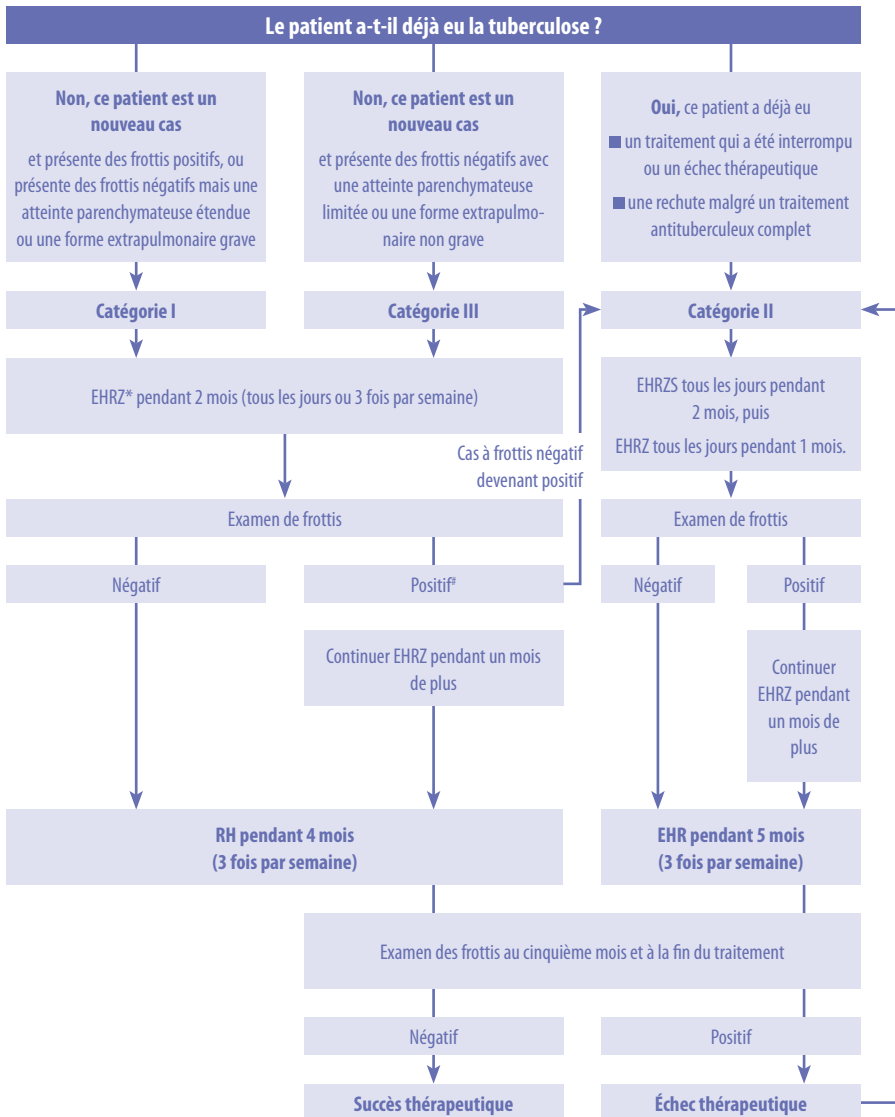 Le patient a-t-il déjà eu la tuberculose ?
Non, ce patient est un
nouveau cas
et présente des frottis positifs, ou
présente des frottis négatifs mais une
atteinte parenchymateuse étendue
ou une forme extrapulmonaire grave
Non, ce patient est un
nouveau cas
et présente des frottis négatifs avec
une atteinte parenchymateuse
limitée ou une forme extrapulmo-
naire non grave
Oui, ce patient a déjà eu
■ un traitement qui a été interrompu
ou un échec thérapeutique
■ une rechute malgré un traitement
antituberculeux complet
Catégorie I
Catégorie III
Catégorie II
EHRZ* pendant 2 mois (tous les jours ou 3 fois par semaine)
EHRZS tous les jours pendant
2 mois, puis
EHRZ tous les jours pendant 1 mois.
Cas à frottis négatif
devenant positif
Examen de frottis
Examen de frottis
Négatif
Positif#
Négatif
Positif
Continuer EHRZ pendant un mois
de plus
Continuer
EHRZ pendant
un mois de
plus
RH pendant 4 mois
(3 fois par semaine)
EHR pendant 5 mois
(3 fois par semaine)
Examen des frottis au cinquième mois et à la fin du traitement
Négatif
Positif
Succès thérapeutique
Échec thérapeutique